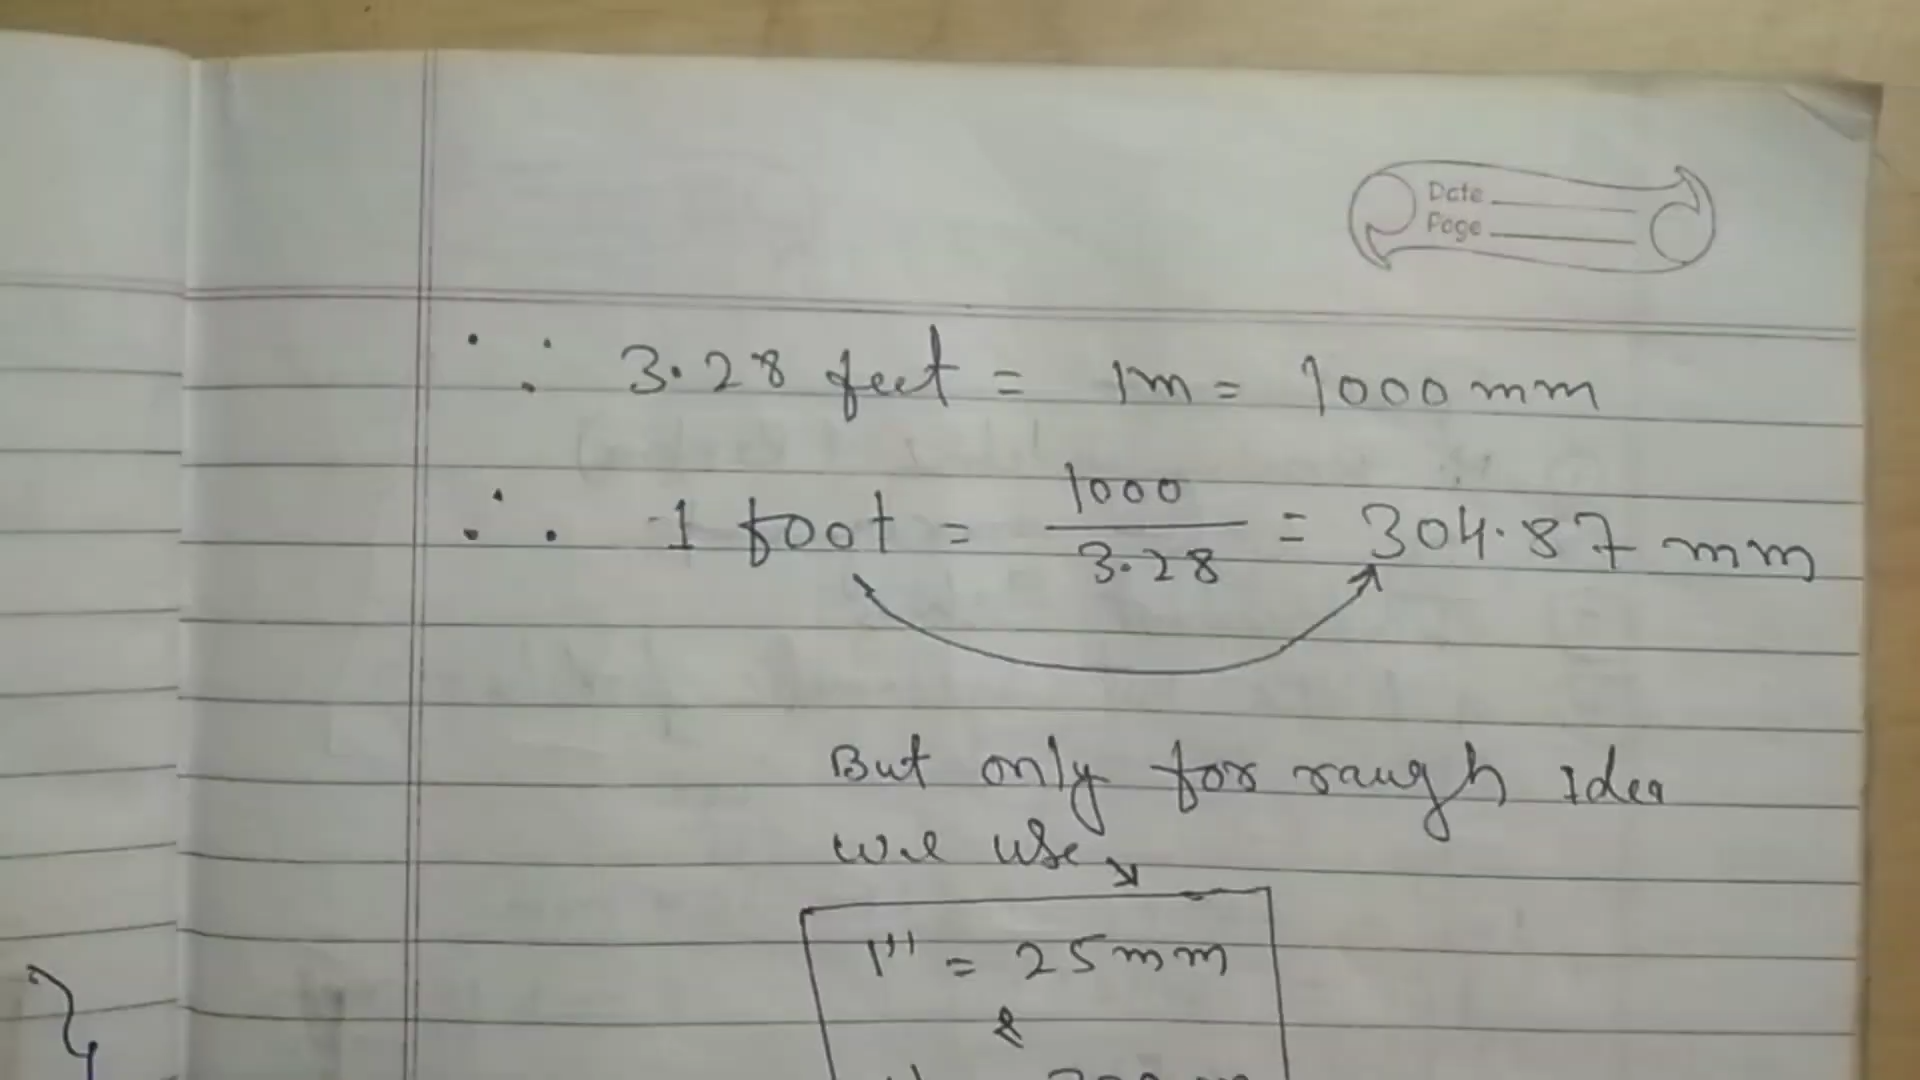 Date
Page
∵ 3.28 feet = 1m = 1000 mm
∴ 1 foot = 1000/3.28 = 304.87 mm
But only for rough Idea
we use
1" = 25 mm
&